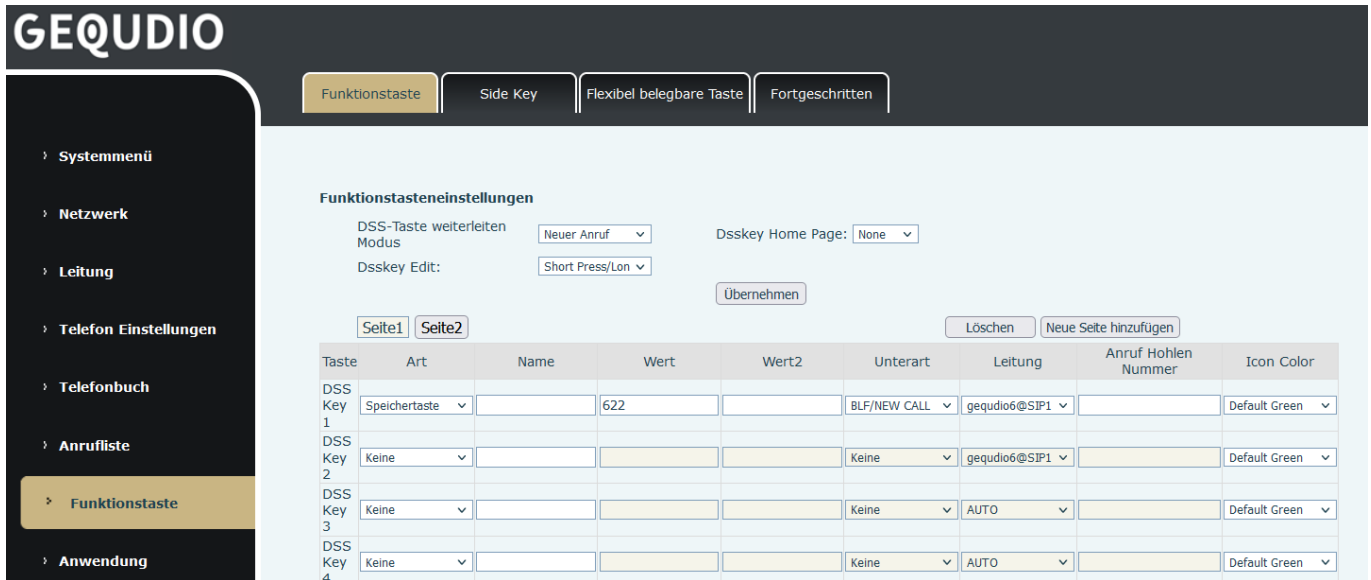 GEQUDIO
Funktionstaste Side Key Flexibel belegbare Taste Fortgeschritten
› Systemmenü
› Netzwerk
› Leitung
› Telefon Einstellungen
› Telefonbuch
› Anrufliste
› Funktionstaste
› Anwendung
Funktionstasteneinstellungen
DSS-Taste weiterleiten
Modus
Neuer Anruf
Dsskey Home Page: None
Dsskey Edit: Short Press/Lon
Übernehmen
Seite1 Seite2 Löschen Neue Seite hinzufügen
Taste Art Name Wert Wert2 Unterart Leitung Anruf Hohlen Nummer Icon Color
DSS Key 1 Speichertaste 622 BLF/NEW CALL gequdio6@SIP1 Default Green
DSS Key 2 Keine Keine gequdio6@SIP1 Default Green
DSS Key 3 Keine Keine AUTO Default Green
DSS Key 4 Keine Keine AUTO Default Green